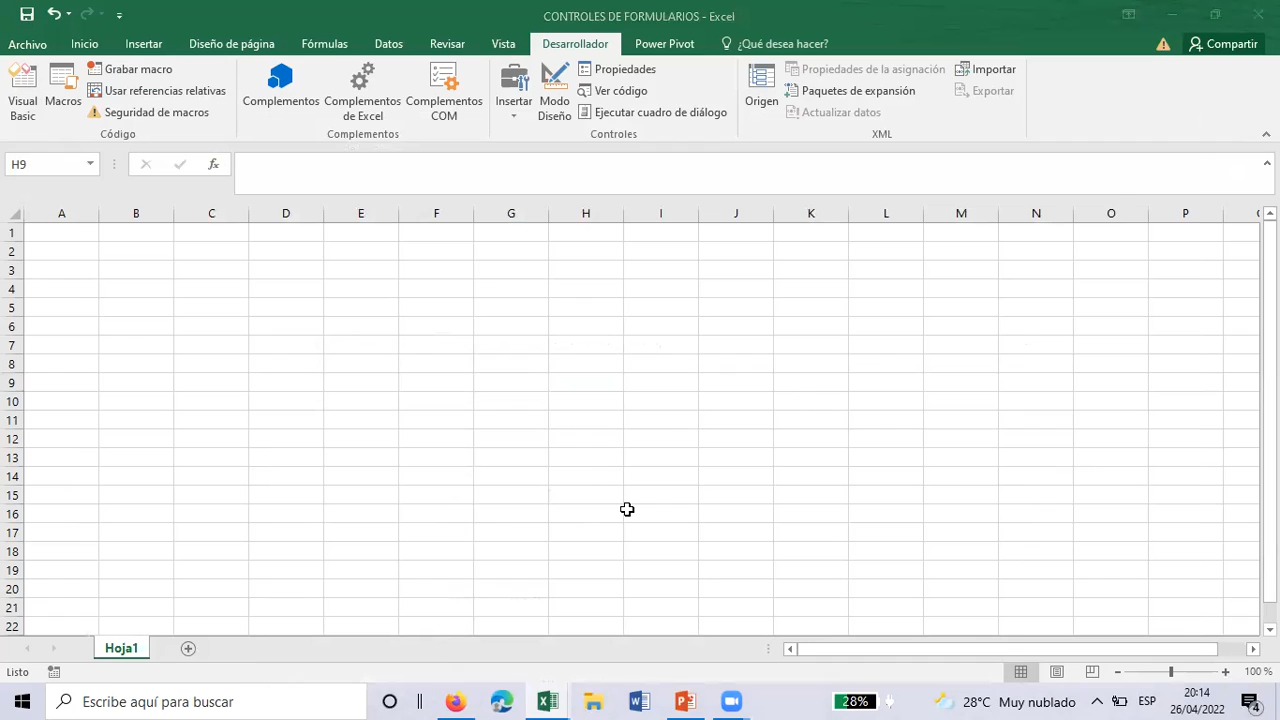 CONTROLES DE FORMULARIOS - Excel
Archivo Inicio Insertar Diseño de página Fórmulas Datos Revisar Vista Desarrollador Power Pivot ¿Qué desea hacer? Compartir
Visual Basic
Macros
Grabar macro
Usar referencias relativas
Seguridad de macros
Código
Complementos
Complementos de Excel
Complementos COM
Complementos
Insertar
Modo Diseño
Propiedades
Ver código
Ejecutar cuadro de diálogo
Controles
Origen
Propiedades de la asignación
Paquetes de expansión
Actualizar datos
Importar
Exportar
XML
H9
fx
A B C D E F G H I J K L M N O P
1
2
3
4
5
6
7
8
9
10
11
12
13
14
15
16
17
18
19
20
21
22
Hoja1
Listo
100 %
Escribe aquí para buscar
28%
28°C Muy nublado
ESP
20:14
26/04/2022
4